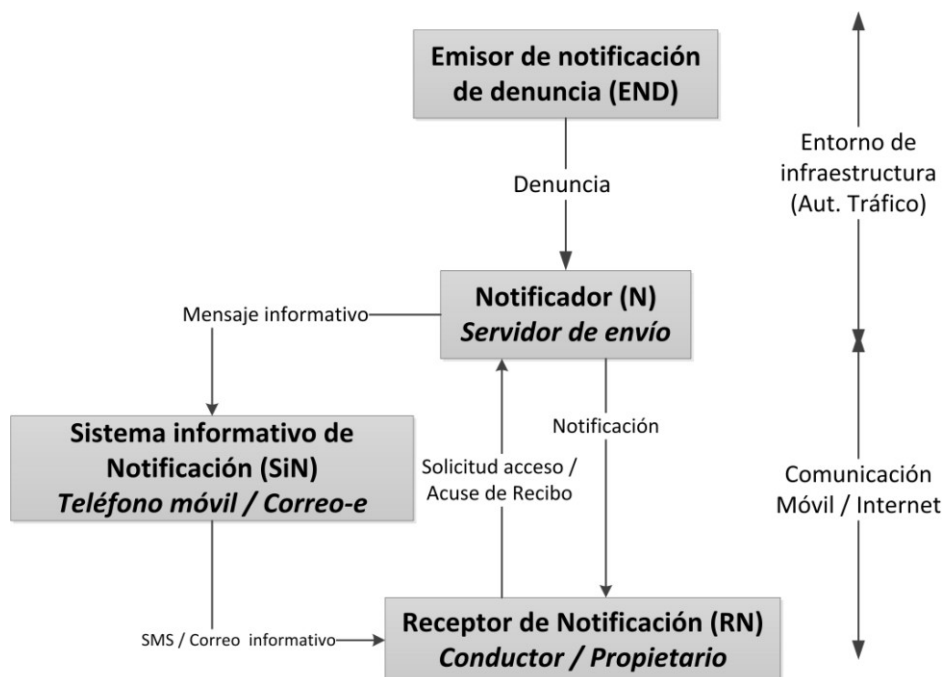 Emisor de notificación
de denuncia (END)
Denuncia
Entorno de
infraestructura
(Aut. Tráfico)
Notificador (N)
Servidor de envío
Mensaje informativo
Sistema informativo de
Notificación (SiN)
Teléfono móvil / Correo-e
Solicitud acceso /
Acuse de Recibo
Notificación
Comunicación
Móvil / Internet
SMS / Correo informativo
Receptor de Notificación (RN)
Conductor / Propietario